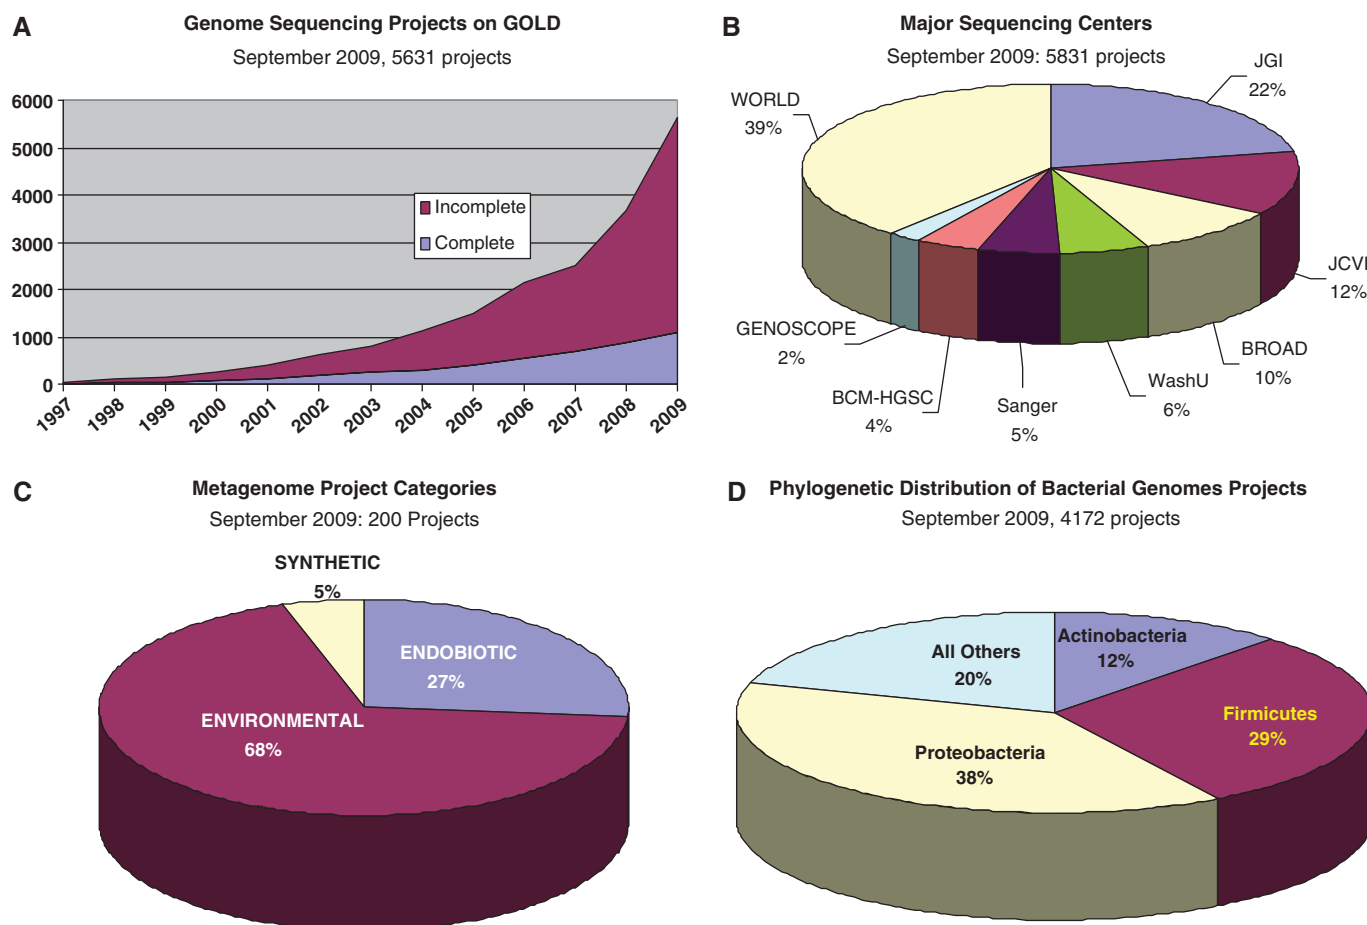 A
Genome Sequencing Projects on GOLD
September 2009, 5631 projects
6000
5000
4000
3000
2000
1000
0
Incomplete
Complete
1997
1998
1999
2000
2001
2002
2003
2004
2005
2006
2007
2008
2009
B
Major Sequencing Centers
September 2009: 5831 projects
JGI
22%
WORLD
39%
JCVI
12%
GENOSCOPE
2%
BROAD
10%
WashU
6%
BCM-HGSC
4%
Sanger
5%
C
Metagenome Project Categories
September 2009: 200 Projects
SYNTHETIC
5%
ENDOBIOTIC
27%
ENVIRONMENTAL
68%
D
Phylogenetic Distribution of Bacterial Genomes Projects
September 2009, 4172 projects
Actinobacteria
12%
All Others
20%
Firmicutes
29%
Proteobacteria
38%